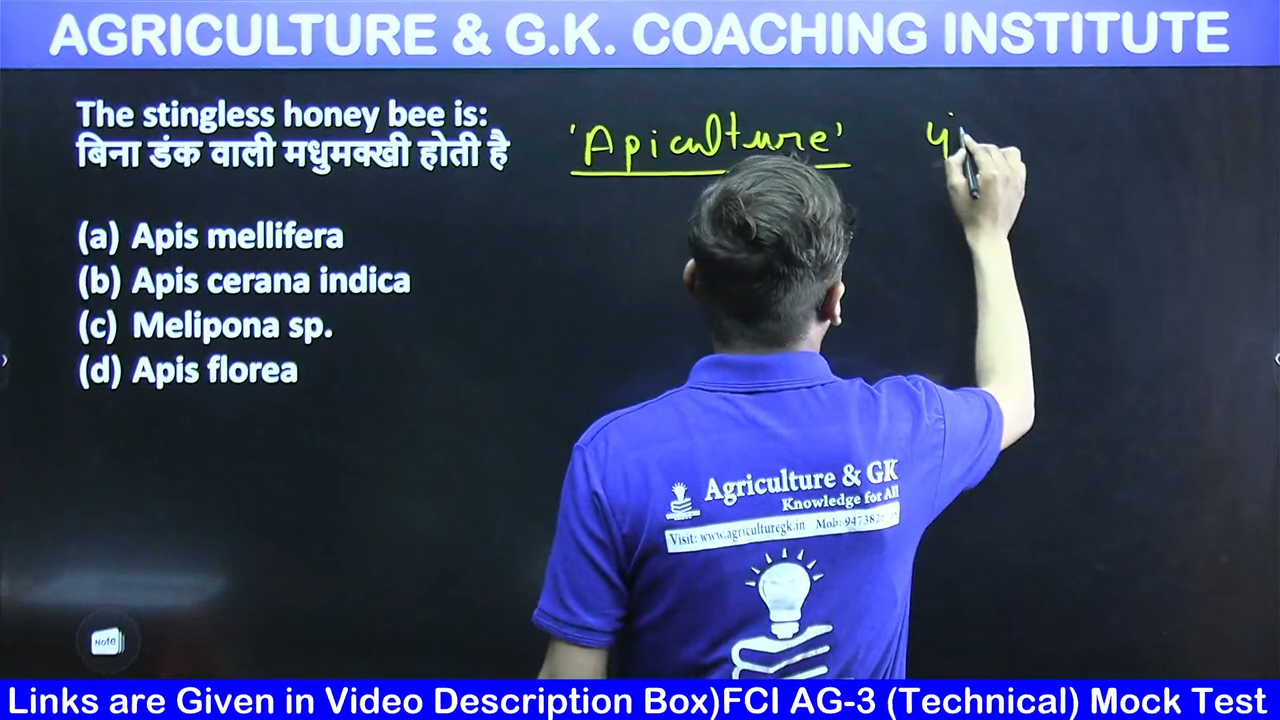 AGRICULTURE & G.K. COACHING INSTITUTE
The stingless honey bee is:
बिना डंक वाली मधुमक्खी होती है
'Apiculture'
(a) Apis mellifera
(b) Apis cerana indica
(c) Melipona sp.
(d) Apis florea
Agriculture & GK
Knowledge for All
Visit: www.agriculturegk.in Mob:
Note
Links are Given in Video Description Box)FCI AG-3 (Technical) Mock Test